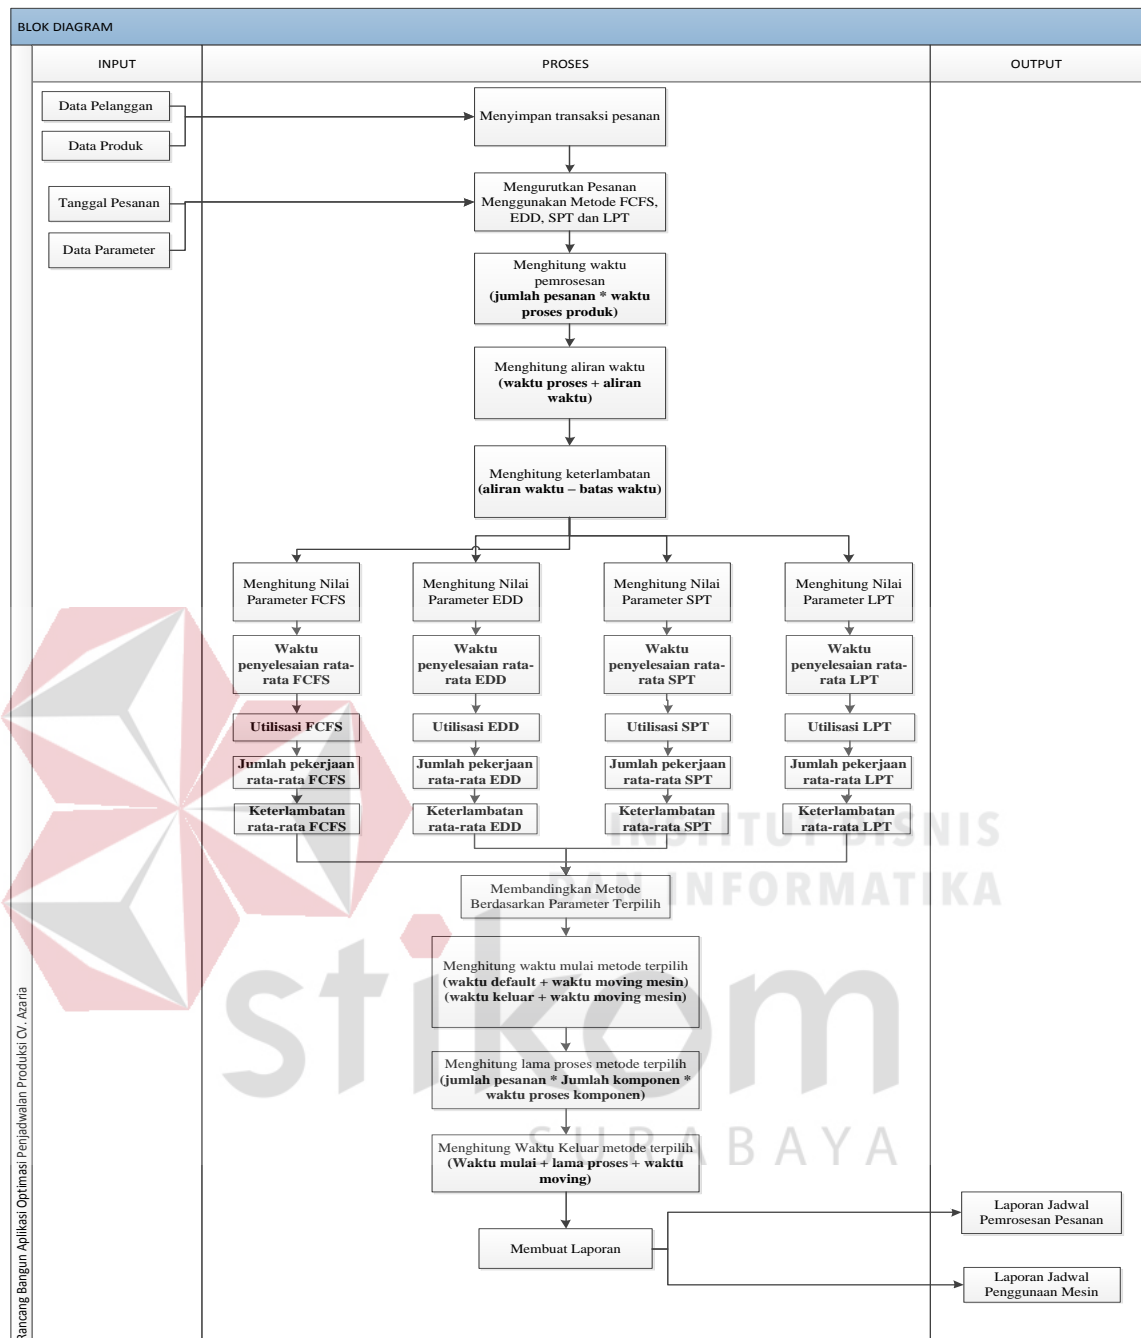 BLOK DIAGRAM
INPUT
PROSES
OUTPUT
Data Pelanggan
Data Produk
Menyimpan transaksi pesanan
Tanggal Pesanan
Data Parameter
Mengurutkan Pesanan
Menggunakan Metode FCFS,
EDD, SPT dan LPT
Menghitung waktu
pemrosesan
(jumlah pesanan * waktu
proses produk)
Menghitung aliran waktu
(waktu proses + aliran
waktu)
Menghitung keterlambatan
(aliran waktu – batas waktu)
Menghitung Nilai
Parameter FCFS
Menghitung Nilai
Parameter EDD
Menghitung Nilai
Parameter SPT
Menghitung Nilai
Parameter LPT
Waktu
penyelesaian rata-
rata FCFS
Waktu
penyelesaian rata-
rata EDD
Waktu
penyelesaian rata-
rata SPT
Waktu
penyelesaian rata-
rata LPT
Utilisasi FCFS
Utilisasi EDD
Utilisasi SPT
Utilisasi LPT
Jumlah pekerjaan
rata-rata FCFS
Jumlah pekerjaan
rata-rata EDD
Jumlah pekerjaan
rata-rata SPT
Jumlah pekerjaan
rata-rata LPT
Keterlambatan
rata-rata FCFS
Keterlambatan
rata-rata EDD
Keterlambatan
rata-rata SPT
Keterlambatan
rata-rata LPT
Membandingkan Metode
Berdasarkan Parameter Terpilih
Menghitung waktu mulai metode terpilih
(waktu default + waktu moving mesin)
(waktu keluar + waktu moving mesin)
Menghitung lama proses metode terpilih
(jumlah pesanan * Jumlah komponen *
waktu proses komponen)
Menghitung Waktu Keluar metode terpilih
(Waktu mulai + lama proses + waktu
moving)
Membuat Laporan
Laporan Jadwal
Pemrosesan Pesanan
Laporan Jadwal
Penggunaan Mesin
Rancang Bangun Aplikasi Optimasi Penjadwalan Produksi CV. Azaria
INSTITUT BISNIS
DAN INFORMATIKA
stikom
SURABAYA